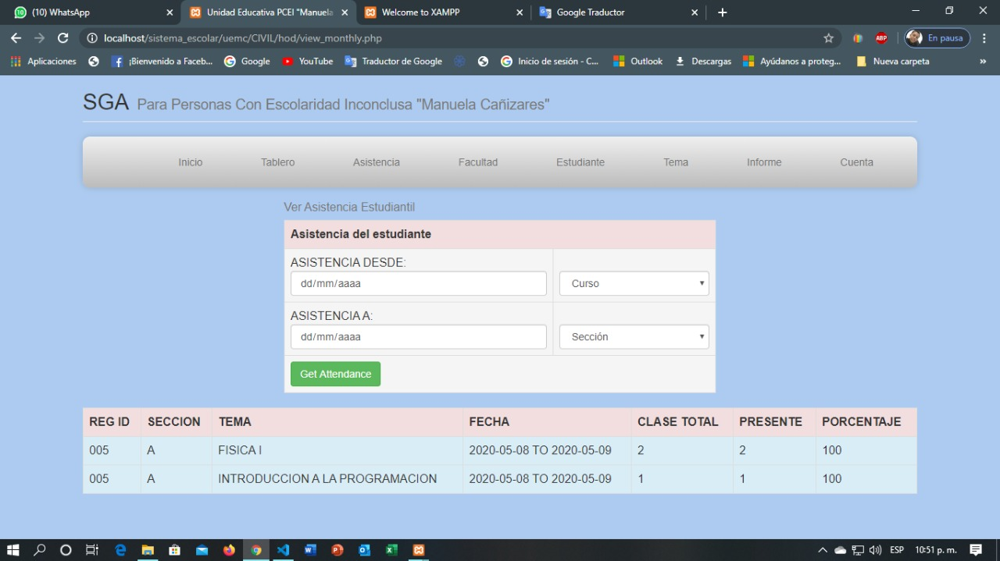 (10) WhatsApp
Unidad Educativa PCEI "Manuela
Welcome to XAMPP
Google Traductor
localhost/sistema_escolar/uemc/CIVIL/hod/view_monthly.php
ABP
En pausa
Aplicaciones
¡Bienvenido a Faceb...
Google
YouTube
Traductor de Google
Inicio de sesión - C...
Outlook
Descargas
Ayúdanos a proteg...
Nueva carpeta
SGA Para Personas Con Escolaridad Inconclusa "Manuela Cañizares"
Inicio Tablero Asistencia Facultad Estudiante Tema Informe Cuenta
Ver Asistencia Estudiantil
Asistencia del estudiante
ASISTENCIA DESDE:
dd/mm/aaaa Curso
ASISTENCIA A:
dd/mm/aaaa Sección
Get Attendance
REG ID SECCION TEMA FECHA CLASE TOTAL PRESENTE PORCENTAJE
005 A FISICA I 2020-05-08 TO 2020-05-09 2 2 100
005 A INTRODUCCION A LA PROGRAMACION 2020-05-08 TO 2020-05-09 1 1 100
ESP 10:51 p. m.